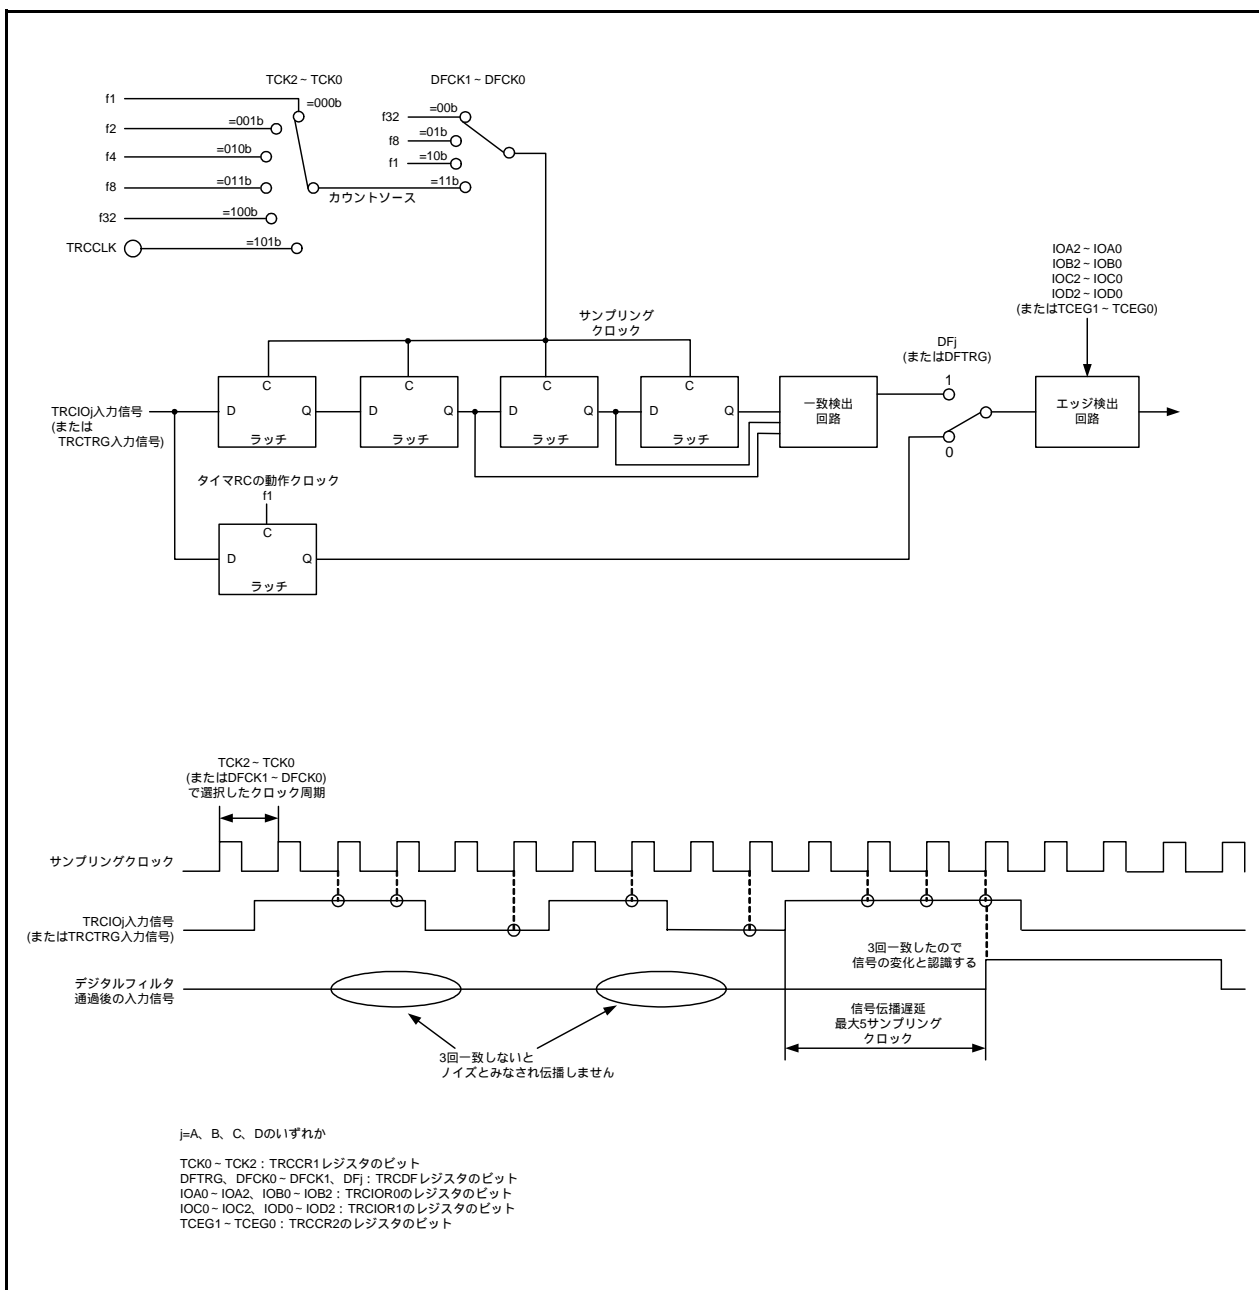 TCK2～TCK0
DFCK1～DFCK0
f1
=000b
f2
=001b
f4
=010b
f8
=011b
f32
=100b
TRCCLK
=101b
カウントソース
f32
=00b
f8
=01b
f1
=10b
=11b
サンプリング
クロック
IOA2～IOA0
IOB2～IOB0
IOC2～IOC0
IOD2～IOD0
(またはTCEG1～TCEG0)
DFj
(またはDFTRG)
1
0
TRCIOj入力信号
(または
TRCTRG入力信号)
C
D
Q
ラッチ
C
D
Q
ラッチ
C
D
Q
ラッチ
C
D
Q
ラッチ
一致検出
回路
エッジ検出
回路
タイマRCの動作クロック
f1
C
D
Q
ラッチ
TCK2～TCK0
(またはDFCK1～DFCK0)
で選択したクロック周期
サンプリングクロック
TRCIOj入力信号
(またはTRCTRG入力信号)
3回一致したので
信号の変化と認識する
デジタルフィルタ
通過後の入力信号
信号伝播遅延
最大5サンプリング
クロック
3回一致しないと
ノイズとみなされ伝播しません
j=A、B、C、Dのいずれか
TCK0～TCK2：TRCCR1レジスタのビット
DFTRG、DFCK0～DFCK1、DFj：TRCDFレジスタのビット
IOA0～IOA2、IOB0～IOB2：TRCIOR0のレジスタのビット
IOC0～IOC2、IOD0～IOD2：TRCIOR1のレジスタのビット
TCEG1～TCEG0：TRCCR2のレジスタのビット